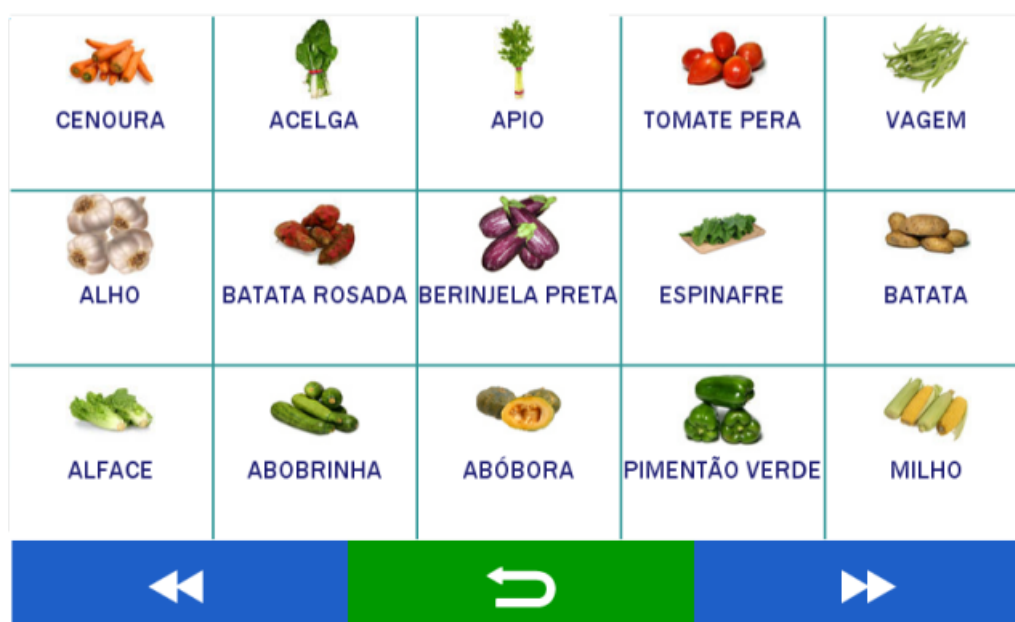 CENOURA
ACELGA
APIO
TOMATE PERA
VAGEM
ALHO
BATATA ROSADA
BERINJELA PRETA
ESPINAFRE
BATATA
ALFACE
ABOBRINHA
ABÓBORA
PIMENTÃO VERDE
MILHO